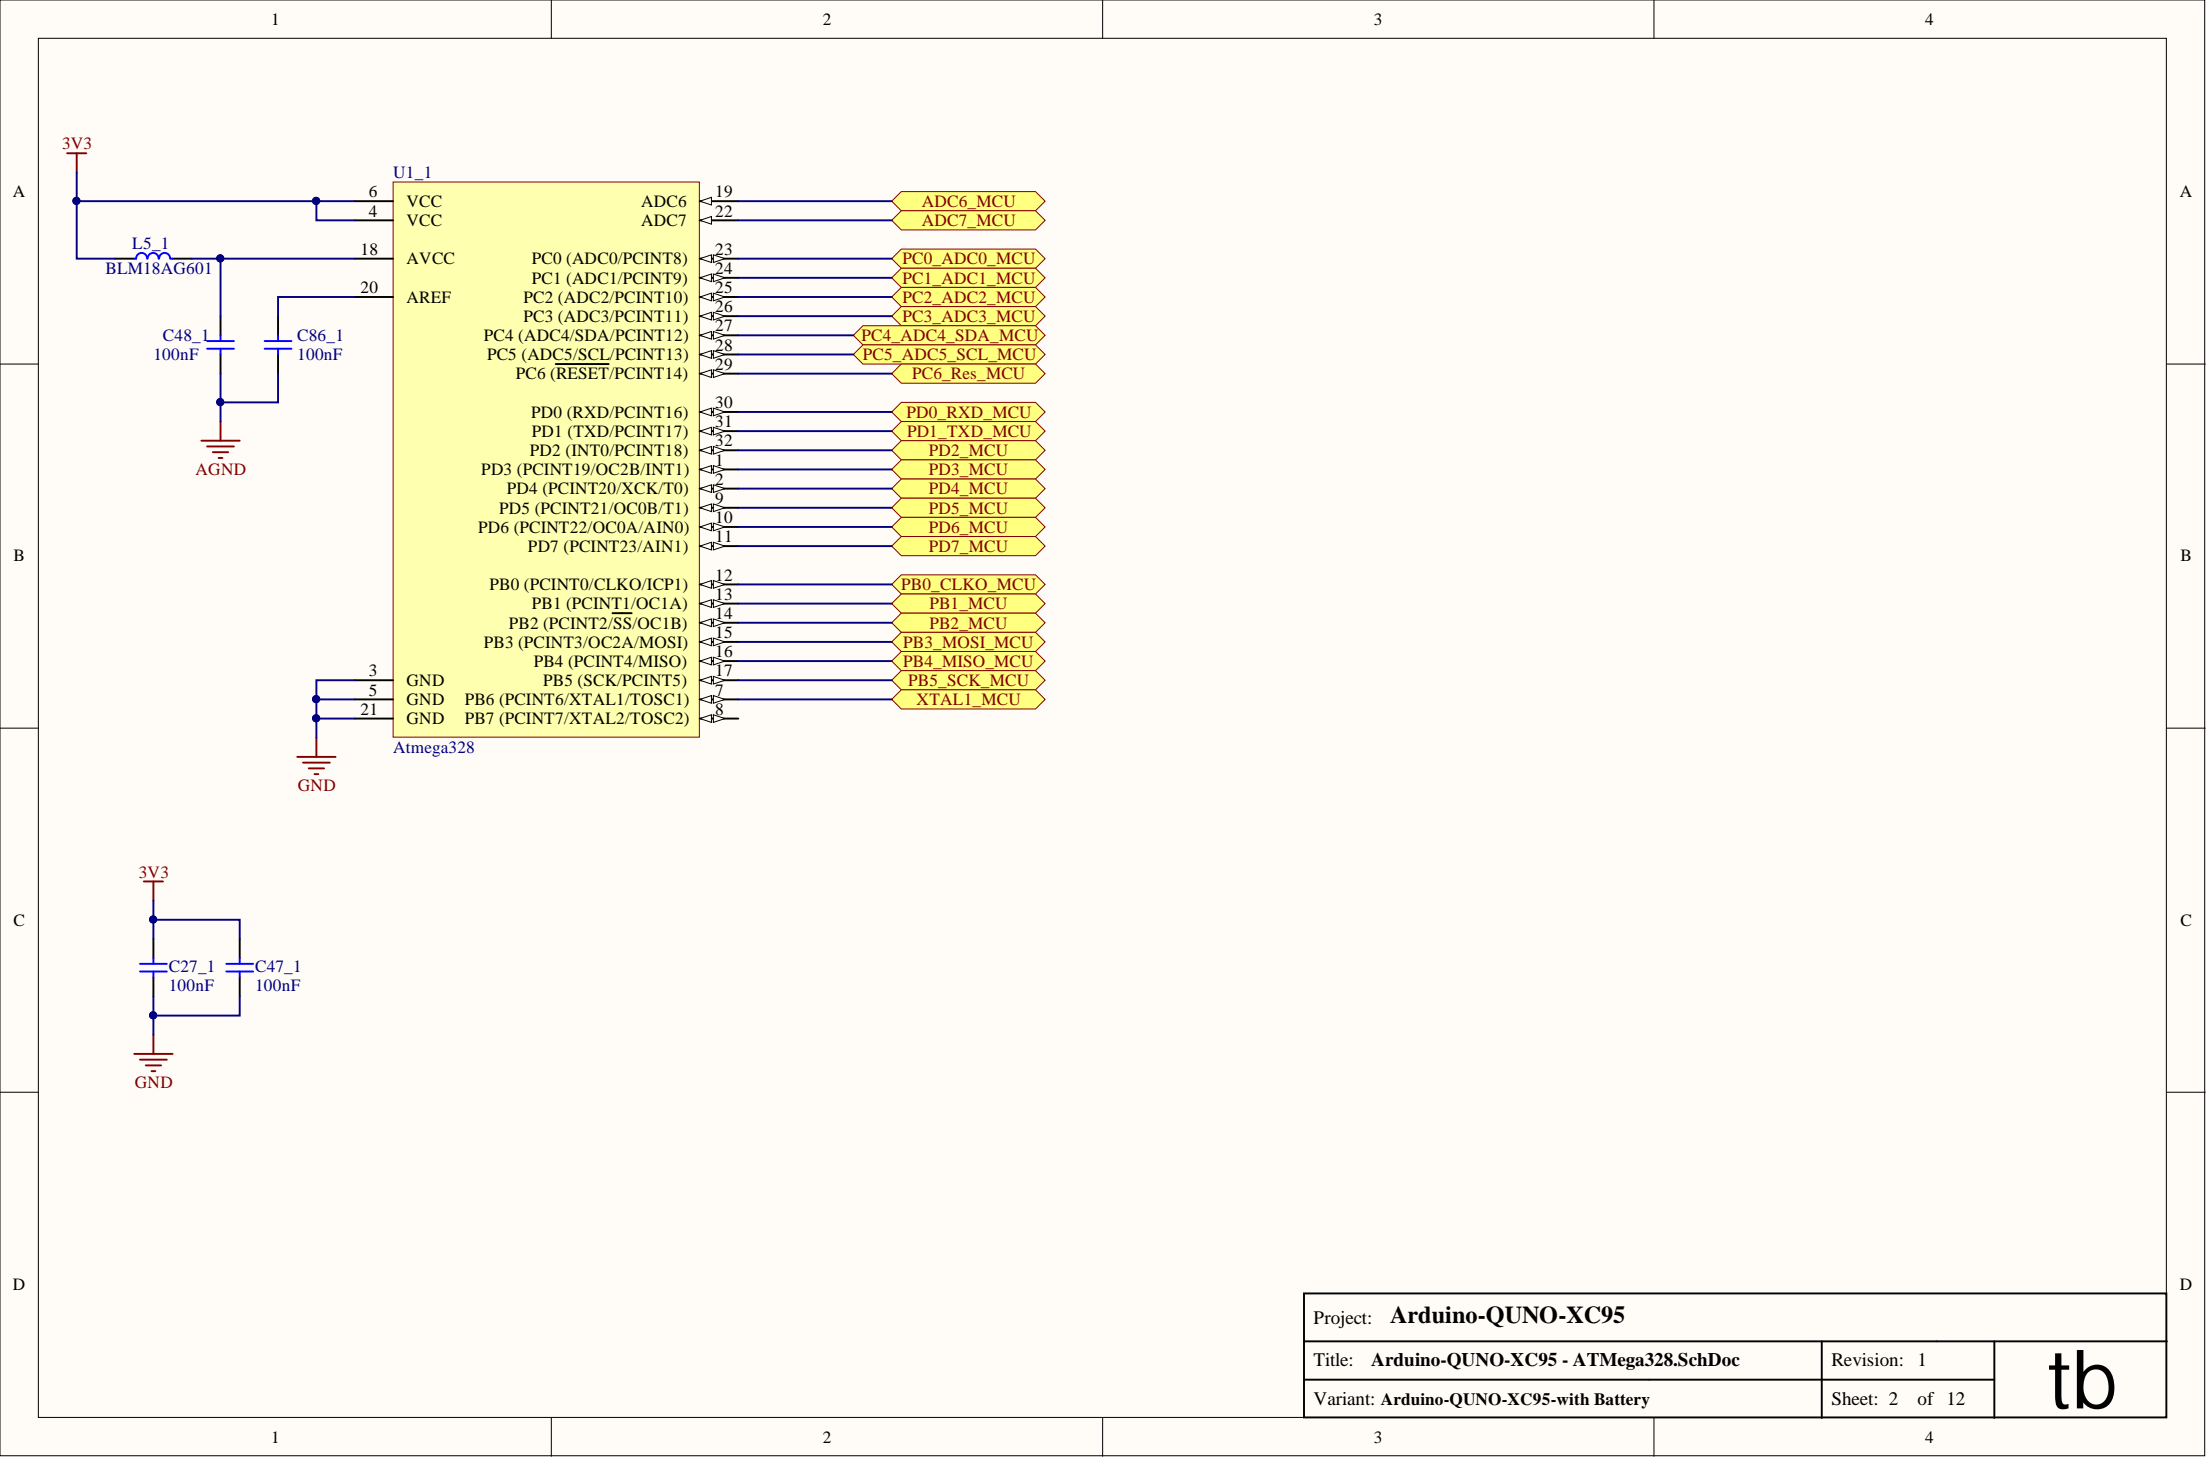 1 2 3 4
A
A
3V3
U1_1
6 VCC
4 VCC
L5_1
BLM18AG601
18 AVCC
20 AREF
C48_1
100nF
C86_1
100nF
AGND
3 GND
5 GND
21 GND
GND
Atmega328
ADC6 19 ADC6_MCU
ADC7 22 ADC7_MCU
PC0 (ADC0/PCINT8) 23 PC0_ADC0_MCU
PC1 (ADC1/PCINT9) 24 PC1_ADC1_MCU
PC2 (ADC2/PCINT10) 25 PC2_ADC2_MCU
PC3 (ADC3/PCINT11) 26 PC3_ADC3_MCU
PC4 (ADC4/SDA/PCINT12) 27 PC4_ADC4_SDA_MCU
PC5 (ADC5/SCL/PCINT13) 28 PC5_ADC5_SCL_MCU
PC6 (RESET/PCINT14) 29 PC6_Res_MCU
PD0 (RXD/PCINT16) 30 PD0_RXD_MCU
PD1 (TXD/PCINT17) 31 PD1_TXD_MCU
PD2 (INT0/PCINT18) 32 PD2_MCU
PD3 (PCINT19/OC2B/INT1) 1 PD3_MCU
PD4 (PCINT20/XCK/T0) 2 PD4_MCU
PD5 (PCINT21/OC0B/T1) 9 PD5_MCU
PD6 (PCINT22/OC0A/AIN0) 10 PD6_MCU
PD7 (PCINT23/AIN1) 11 PD7_MCU
PB0 (PCINT0/CLKO/ICP1) 12 PB0_CLKO_MCU
PB1 (PCINT1/OC1A) 13 PB1_MCU
PB2 (PCINT2/SS/OC1B) 14 PB2_MCU
PB3 (PCINT3/OC2A/MOSI) 15 PB3_MOSI_MCU
PB4 (PCINT4/MISO) 16 PB4_MISO_MCU
PB5 (SCK/PCINT5) 17 PB5_SCK_MCU
PB6 (PCINT6/XTAL1/TOSC1) 7 XTAL1_MCU
PB7 (PCINT7/XTAL2/TOSC2) 8
B
B
3V3
C27_1
100nF
C47_1
100nF
GND
C
C
D
D
Project: Arduino-QUNO-XC95
Title: Arduino-QUNO-XC95 - ATMega328.SchDoc
Revision: 1
Variant: Arduino-QUNO-XC95-with Battery
Sheet: 2 of 12
tb
1 2 3 4